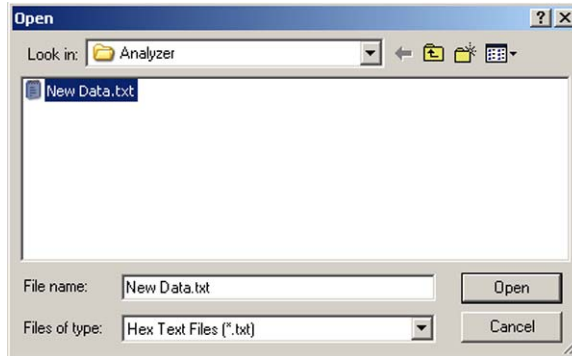 Open
Look in: Analyzer
New Data.txt
File name: New Data.txt Open
Files of type: Hex Text Files (*.txt) Cancel